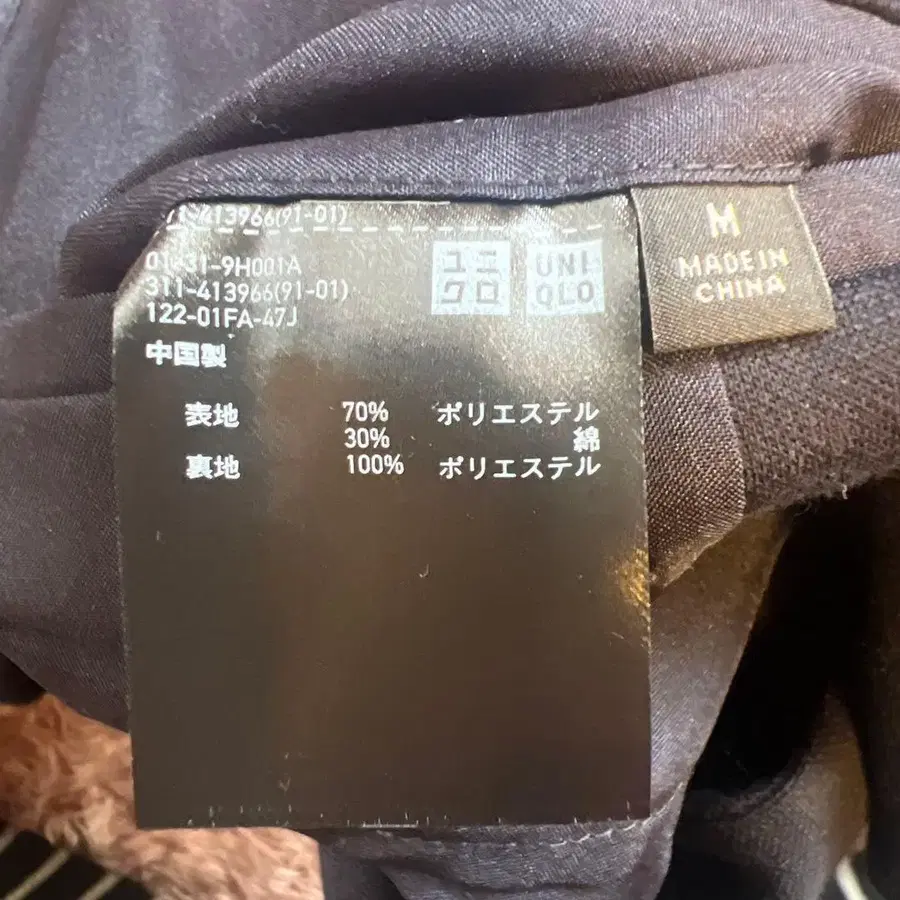 71-413966(91-01)
01-31-9H001A
311-413966(91-01)
122-01FA-47J
中国製
ユニ
クロ
UNI
QLO
M
MADE IN
CHINA
表地 70% ポリエステル
30% 綿
裏地 100% ポリエステル